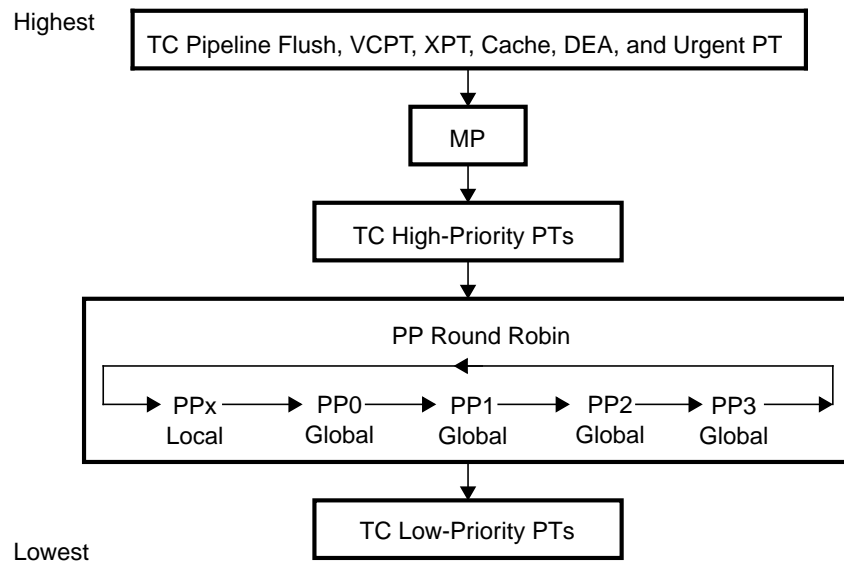 Highest
TC Pipeline Flush, VCPT, XPT, Cache, DEA, and Urgent PT
MP
TC High-Priority PTs
PP Round Robin
PPx PP0 PP1 PP2 PP3
Local Global Global Global Global
TC Low-Priority PTs
Lowest